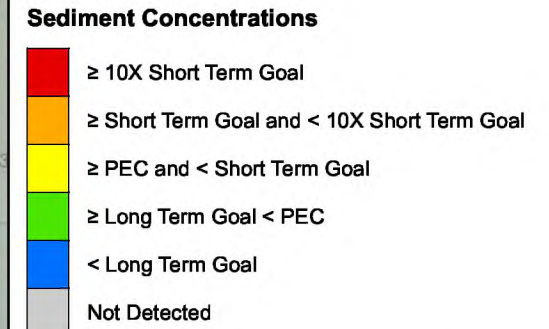 Sediment Concentrations
≥ 10X Short Term Goal
≥ Short Term Goal and < 10X Short Term Goal
≥ PEC and < Short Term Goal
≥ Long Term Goal < PEC
< Long Term Goal
Not Detected